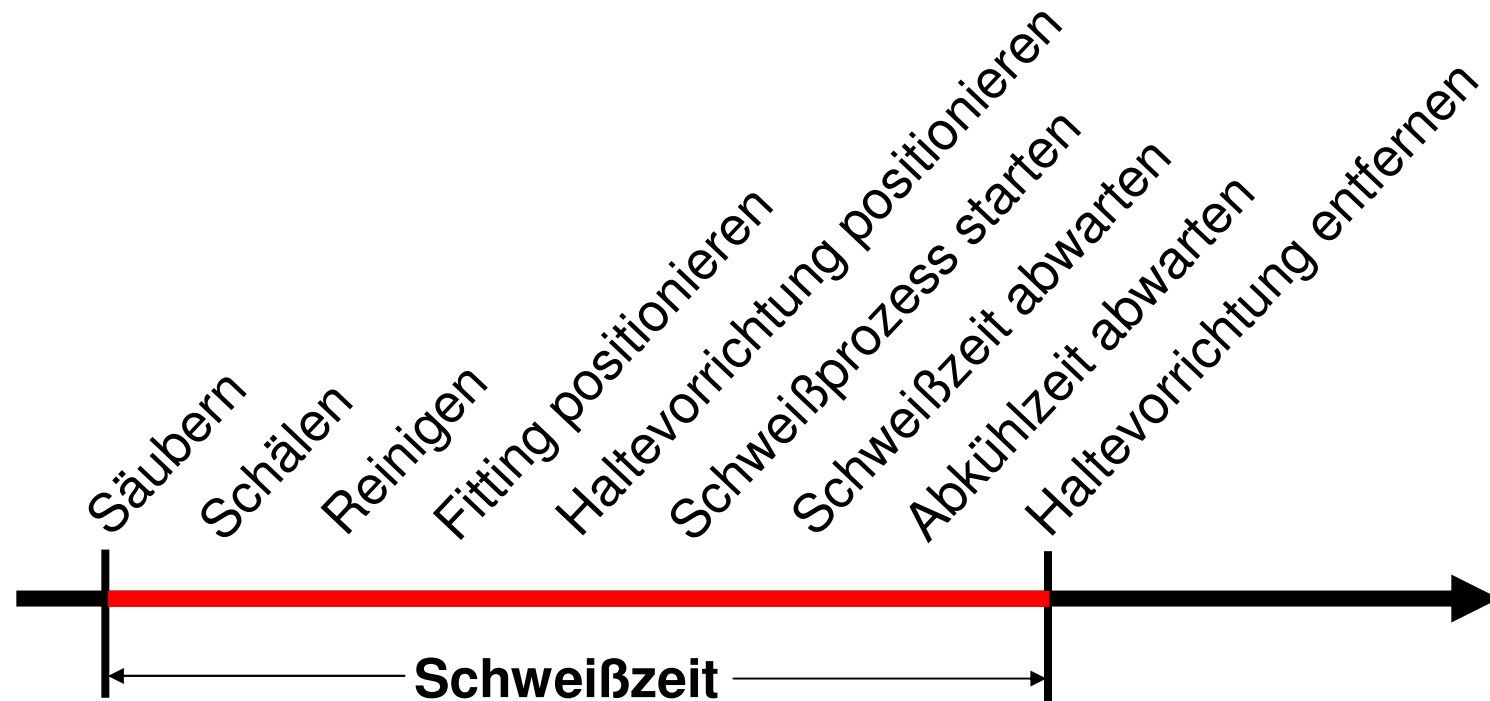 Säubern
Schälen
Reinigen
Fitting positionieren
Haltevorrichtung positionieren
Schweißprozess starten
Schweißzeit abwarten
Abkühlzeit abwarten
Haltevorrichtung entfernen
Schweißzeit